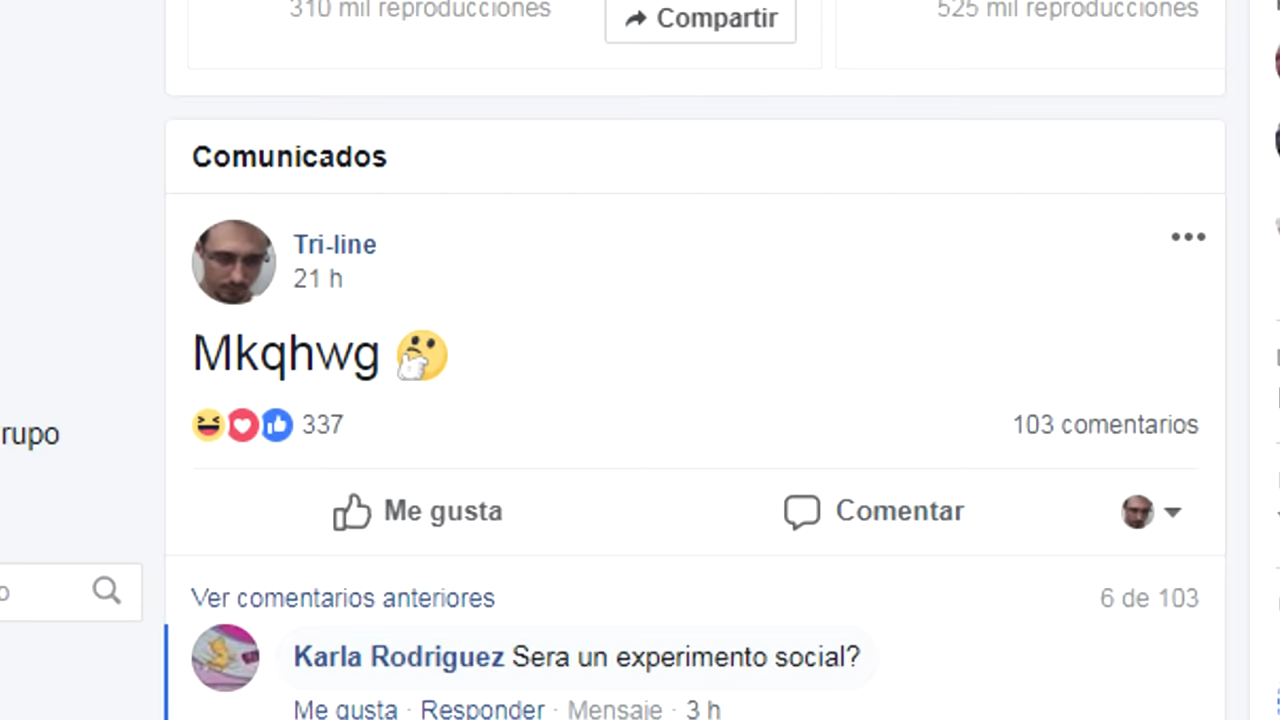 310 mil reproducciones
Compartir
525 mil reproducciones
Comunicados
Tri-line
21 h
Mkqhwg 🤔
337
103 comentarios
rupo
Me gusta
Comentar
Ver comentarios anteriores
6 de 103
Karla Rodriguez Sera un experimento social?
Me gusta · Responder · Mensaje · 3 h